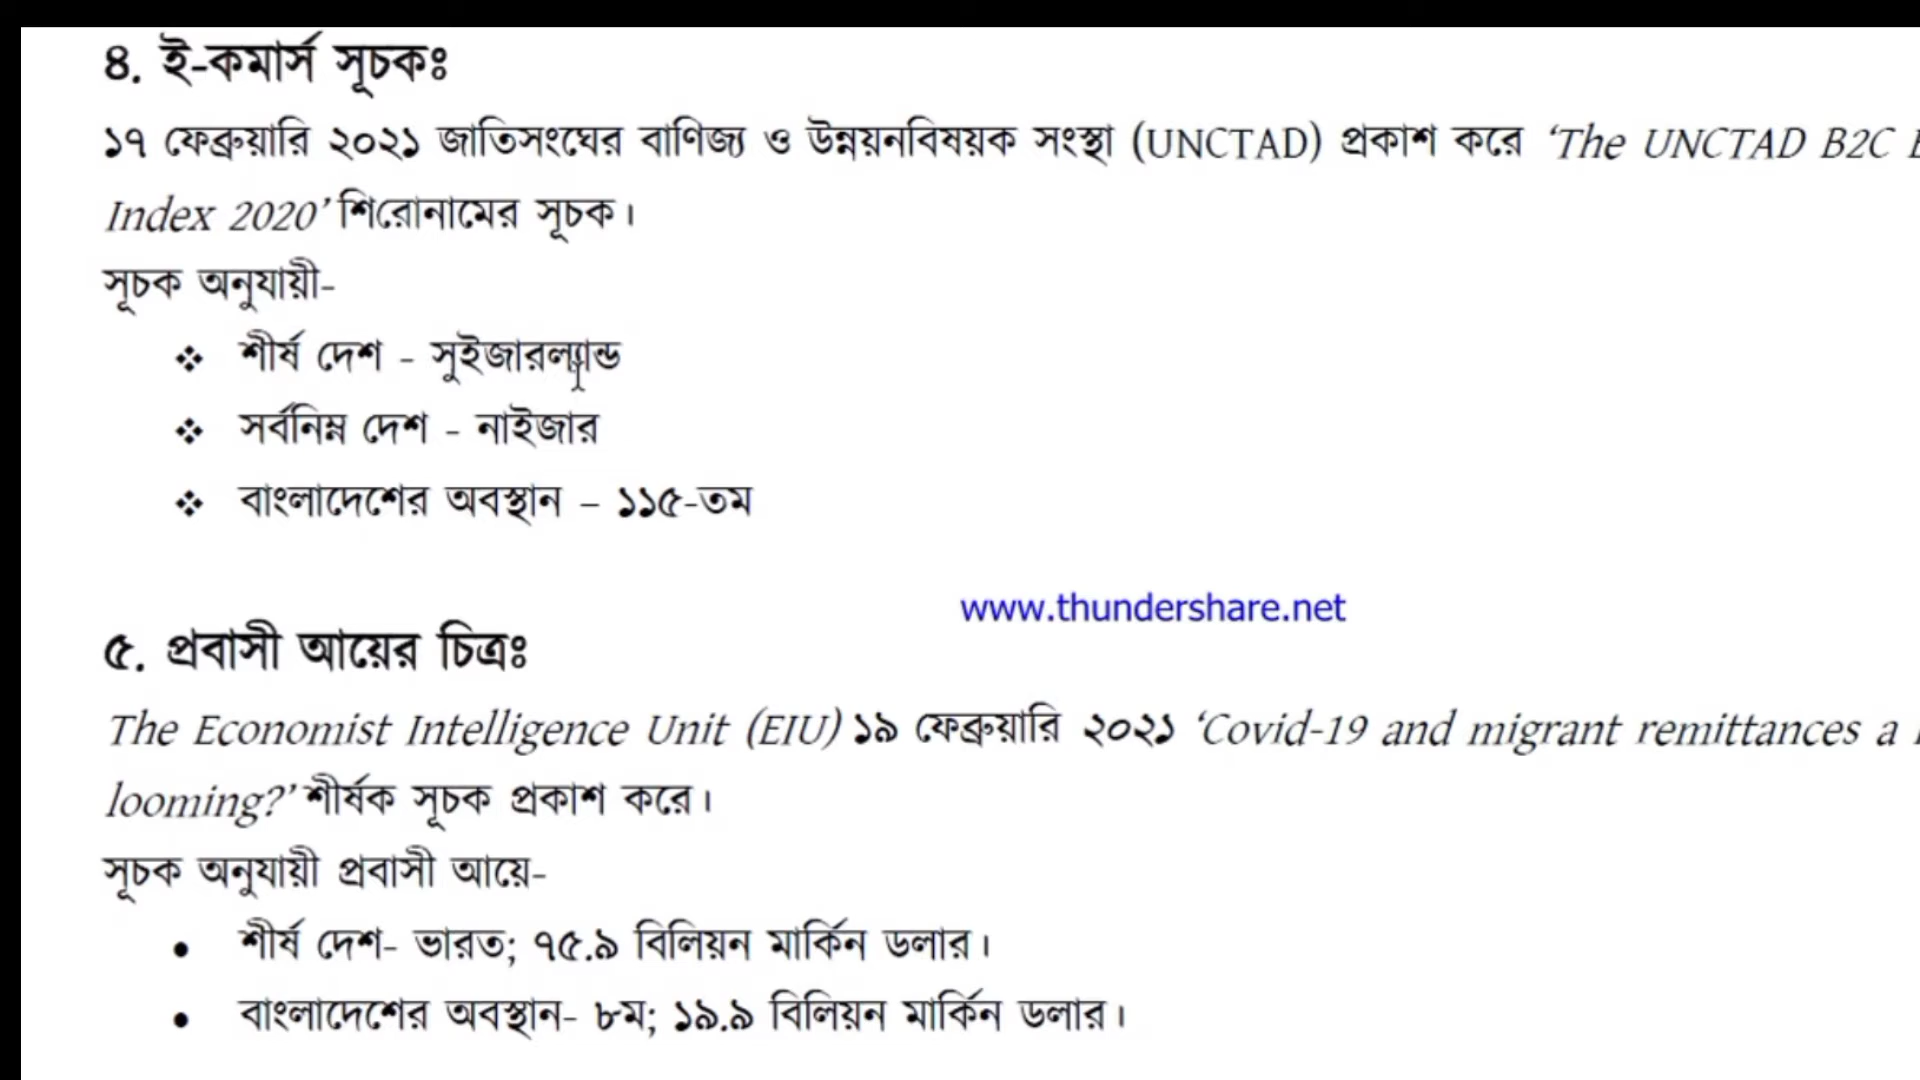 ৪. ই-কমার্স সূচকঃ
১৭ ফেব্রুয়ারি ২০২১ জাতিসংঘের বাণিজ্য ও উন্নয়নবিষয়ক সংস্থা (UNCTAD) প্রকাশ করে ‘The UNCTAD B2C
Index 2020’ শিরোনামের সূচক।
সূচক অনুযায়ী-
❖ শীর্ষ দেশ - সুইজারল্যান্ড
❖ সর্বনিম্ন দেশ - নাইজার
❖ বাংলাদেশের অবস্থান – ১১৫-তম
www.thundershare.net
৫. প্রবাসী আয়ের চিত্রঃ
The Economist Intelligence Unit (EIU) ১৯ ফেব্রুয়ারি ২০২১ ‘Covid-19 and migrant remittances a
looming?’ শীর্ষক সূচক প্রকাশ করে।
সূচক অনুযায়ী প্রবাসী আয়ে-
• শীর্ষ দেশ- ভারত; ৭৫.৯ বিলিয়ন মার্কিন ডলার।
• বাংলাদেশের অবস্থান- ৮ম; ১৯.৯ বিলিয়ন মার্কিন ডলার।